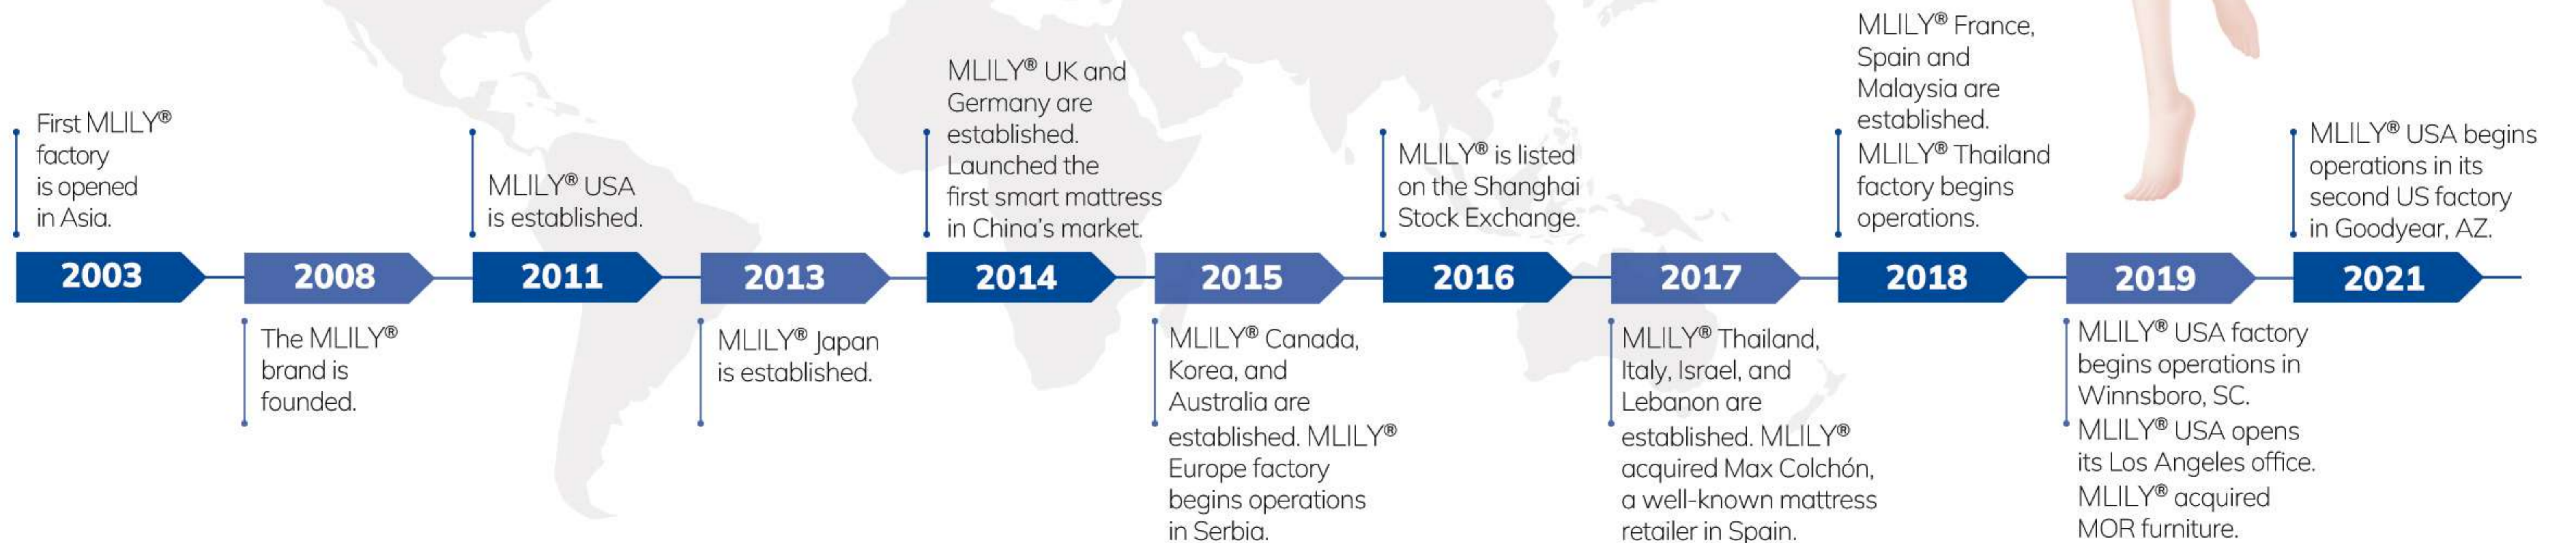 First MLILY®
factory
is opened
in Asia.
2003
2008
The MLILY®
brand is
founded.
MLILY® USA
is established.
2011
2013
MLILY® Japan
is established.
MLILY® UK and
Germany are
established.
Launched the
first smart mattress
in China's market.
2014
2015
MLILY® Canada,
Korea, and
Australia are
established. MLILY®
Europe factory
begins operations
in Serbia.
MLILY® is listed
on the Shanghai
Stock Exchange.
2016
2017
MLILY® Thailand,
Italy, Israel, and
Lebanon are
established. MLILY®
acquired Max Colchón,
a well-known mattress
retailer in Spain.
MLILY® France,
Spain and
Malaysia are
established.
MLILY® Thailand
factory begins
operations.
2018
2019
MLILY® USA factory
begins operations in
Winnsboro, SC.
MLILY® USA opens
its Los Angeles office.
MLILY® acquired
MOR furniture.
MLILY® USA begins
operations in its
second US factory
in Goodyear, AZ.
2021